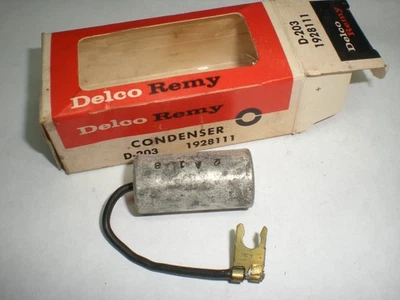 Delco Remy
Delco Remy
CONDENSER
D-203 1928111
D-203
1928111
Delco
Remy